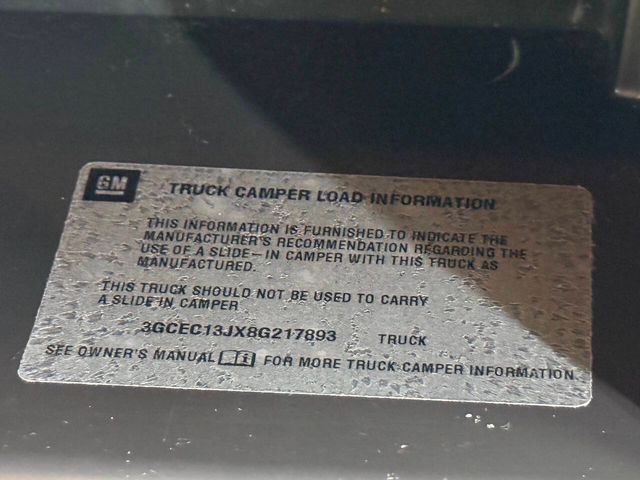 GM
TRUCK CAMPER LOAD INFORMATION
THIS INFORMATION IS FURNISHED TO INDICATE THE
MANUFACTURER'S RECOMMENDATION REGARDING THE
USE OF A SLIDE—IN CAMPER WITH THIS TRUCK AS
MANUFACTURED.
THIS TRUCK SHOULD NOT BE USED TO CARRY
A SLIDE IN CAMPER
3GCEC13JX8G217893 TRUCK
SEE OWNER'S MANUAL i FOR MORE TRUCK-CAMPER INFORMATION